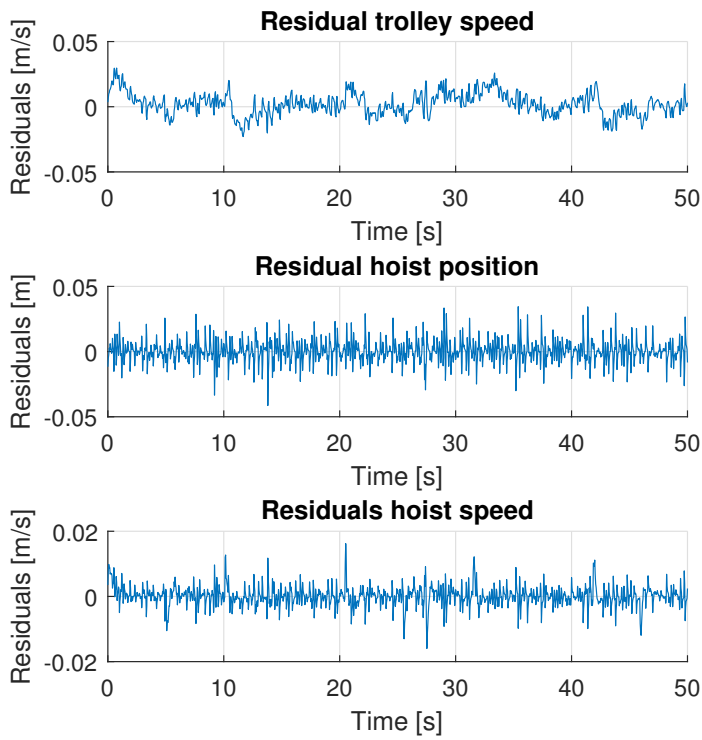 Residual trolley speed
0.05
0
-0.05
Residuals [m/s]
0 10 20 30 40 50
Time [s]
Residual hoist position
0.05
0
-0.05
Residuals [m]
0 10 20 30 40 50
Time [s]
Residuals hoist speed
0.02
0
-0.02
Residuals [m/s]
0 10 20 30 40 50
Time [s]